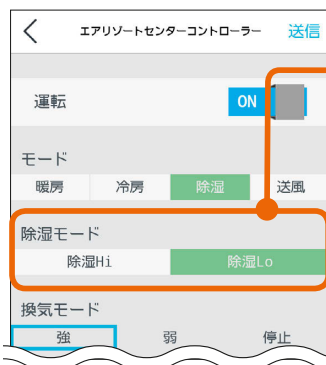 エアリゾートセンターコントローラー 送信
運転 ON
モード
暖房 冷房 除湿 送風
除湿モード
除湿Hi 除湿Lo
換気モード
強 弱 停止